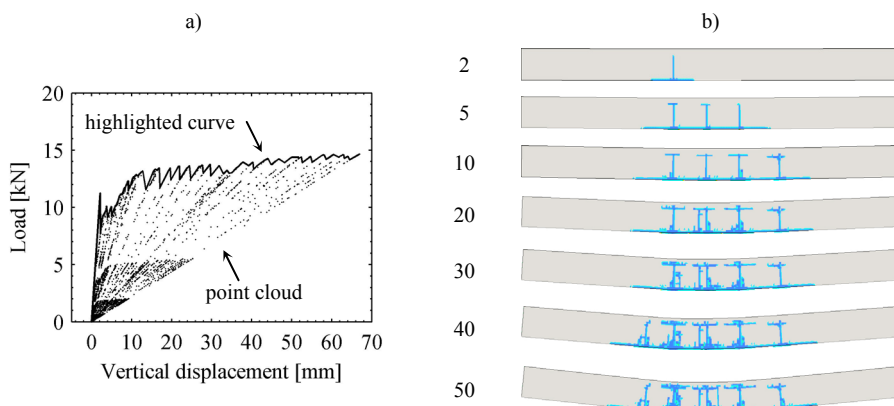 a)
20
15
10
5
0
Load [kN]
highlighted curve
point cloud
0 10 20 30 40 50 60 70
Vertical displacement [mm]
b)
2
5
10
20
30
40
50